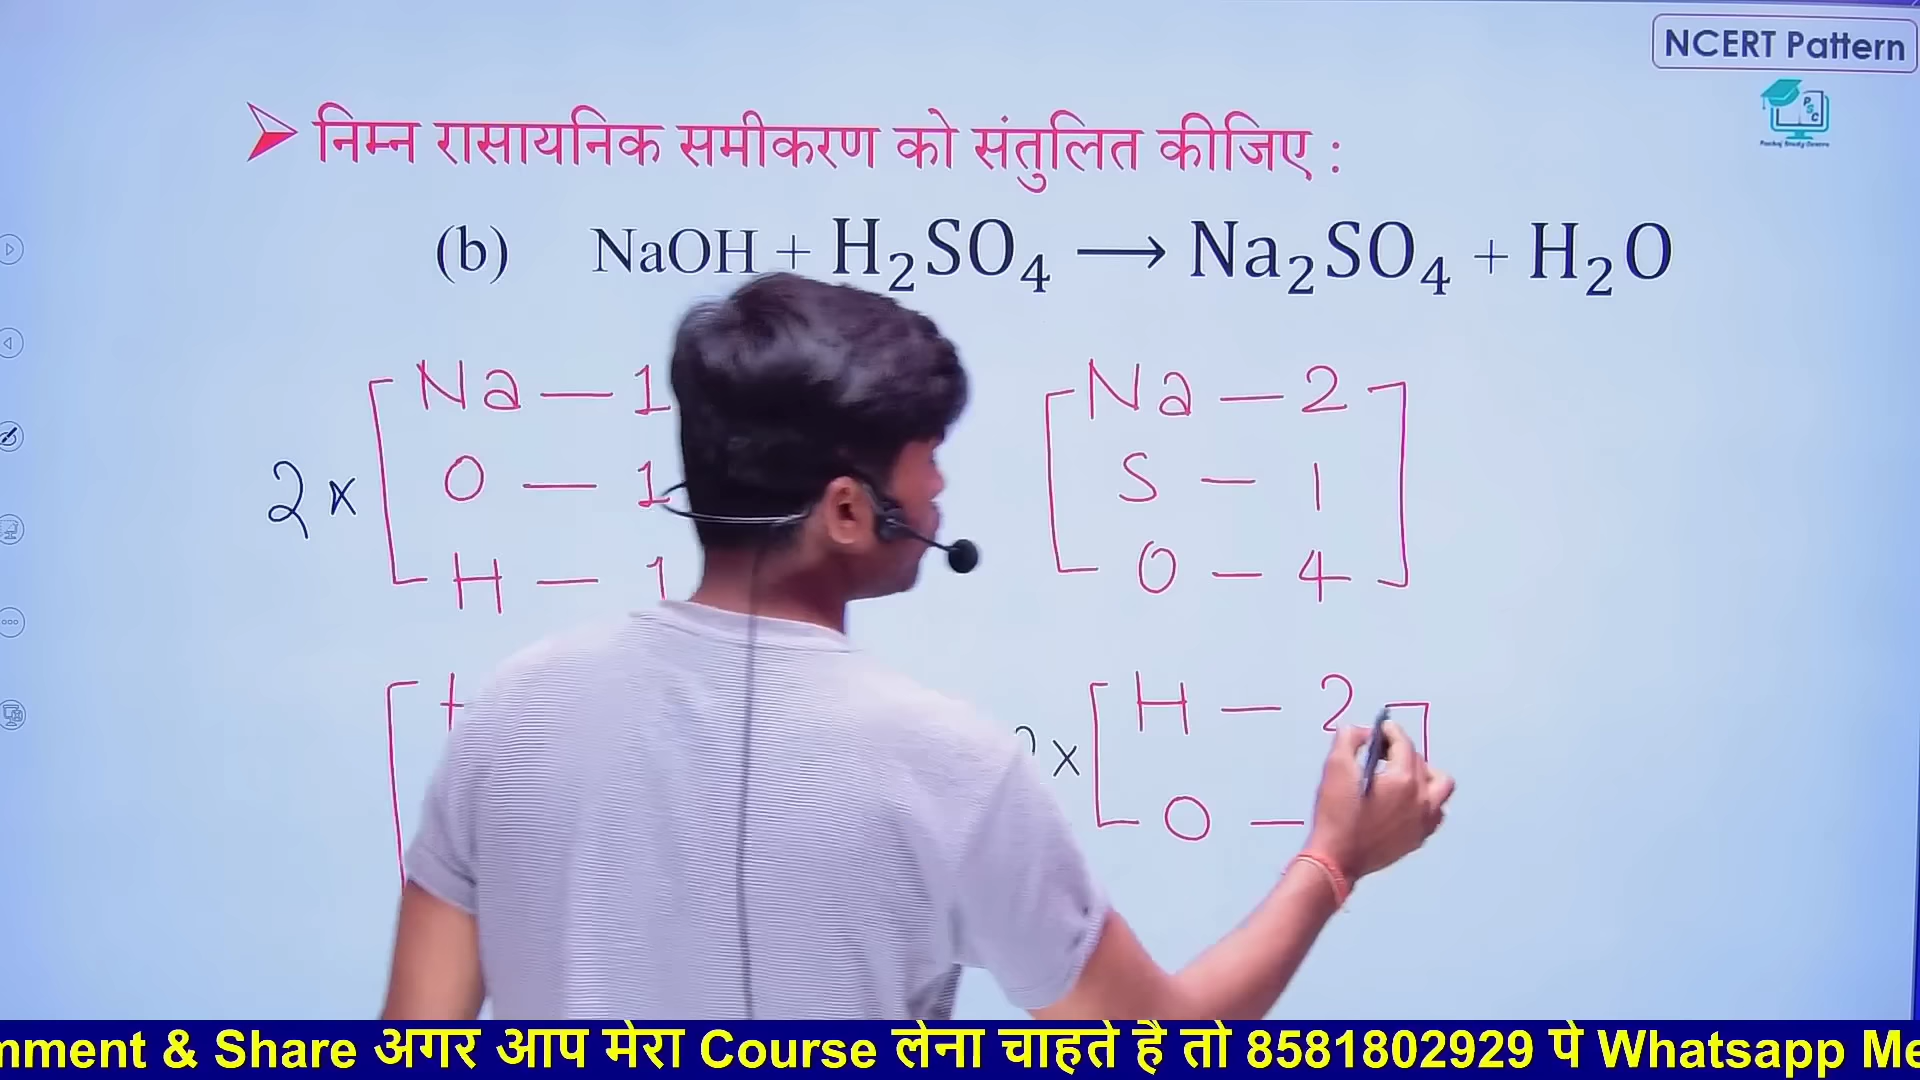 NCERT Pattern
निम्न रासायनिक समीकरण को संतुलित कीजिए :
(b) NaOH + H₂SO₄ → Na₂SO₄ + H₂O
Na — 1
2 × O — 1
H — 1
Na — 2
S — 1
O — 4
H — 2
×
O —
mment & Share अगर आप मेरा Course लेना चाहते है तो 8581802929 पे Whatsapp Me